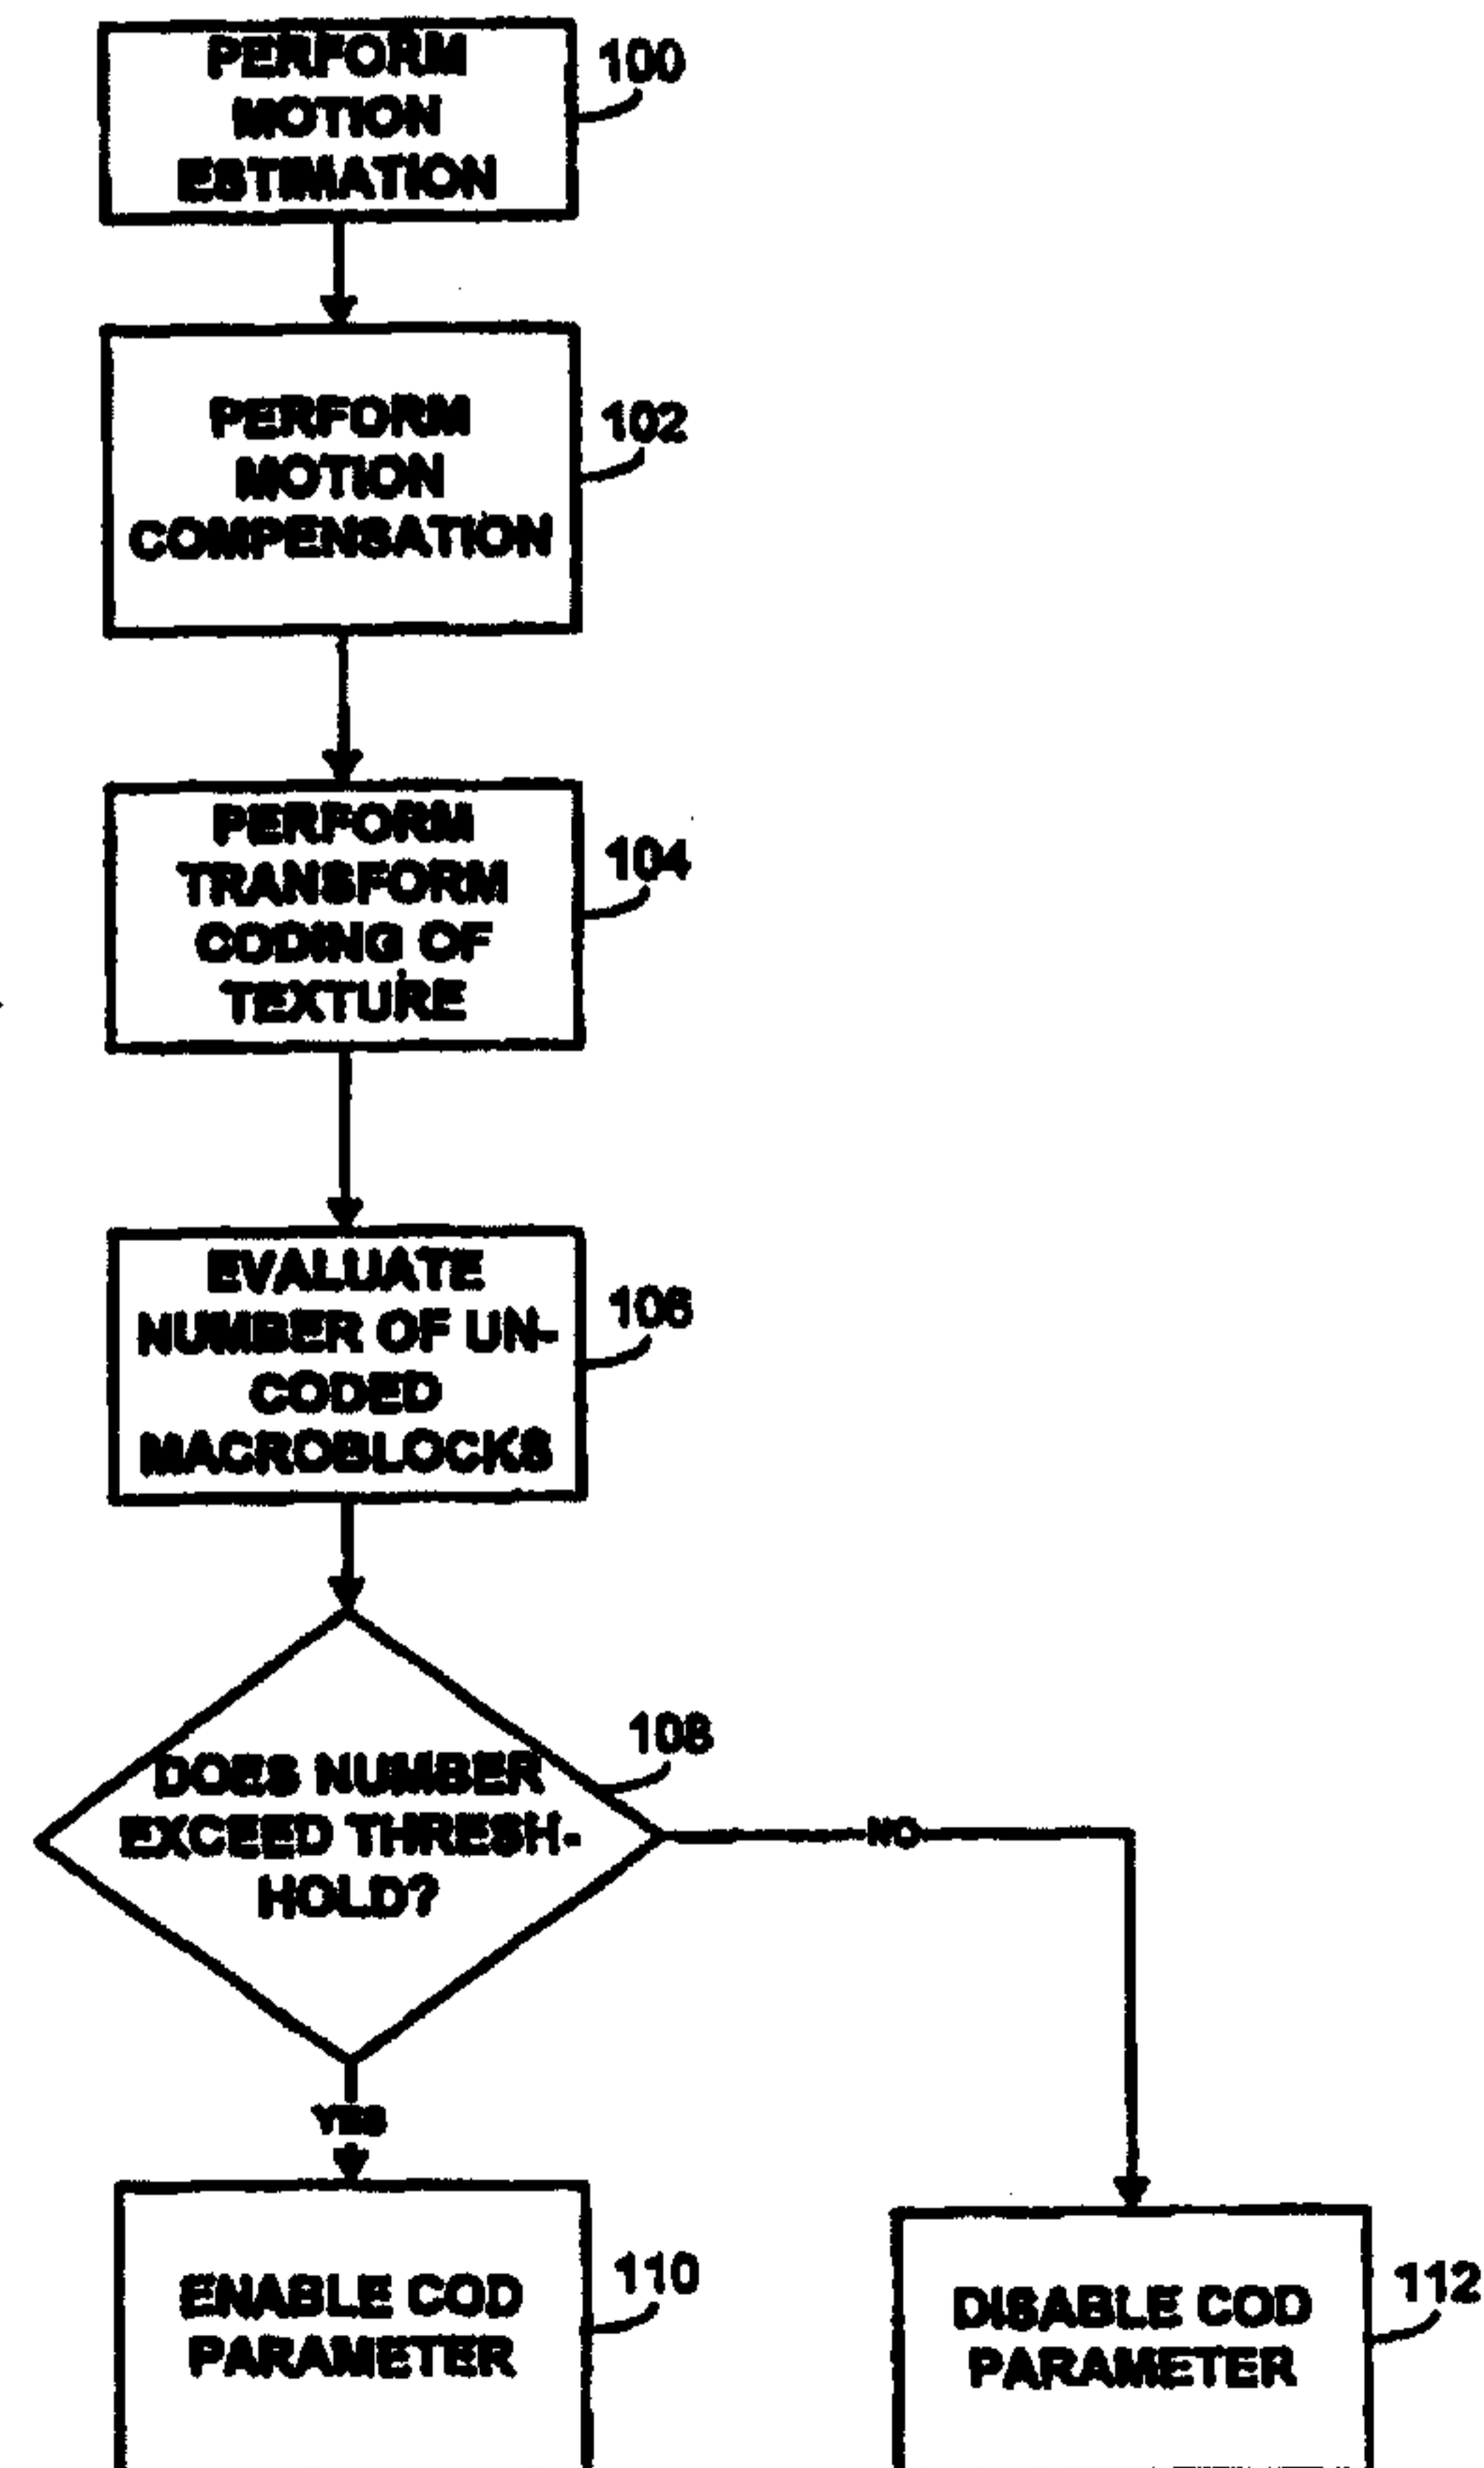 PERFORM
MOTION
ESTIMATION
100
PERFORM
MOTION
COMPENSATION
102
PERFORM
TRANSFORM
CODING OF
TEXTURE
104
EVALUATE
NUMBER OF UN-
CODED
MACROBLOCKS
106
DOES NUMBER
EXCEED THRESH-
HOLD?
108
NO
YES
ENABLE COD
PARAMETER
110
DISABLE COD
PARAMETER
112